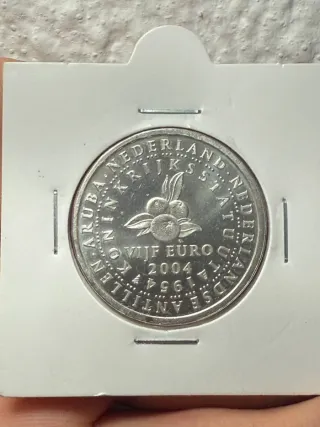 NEDERLAND·NEDERLANDSE ANTILLEN·ARUBA·
KONINKRIJKSSTATUUT 1954
VIJF EURO
2004